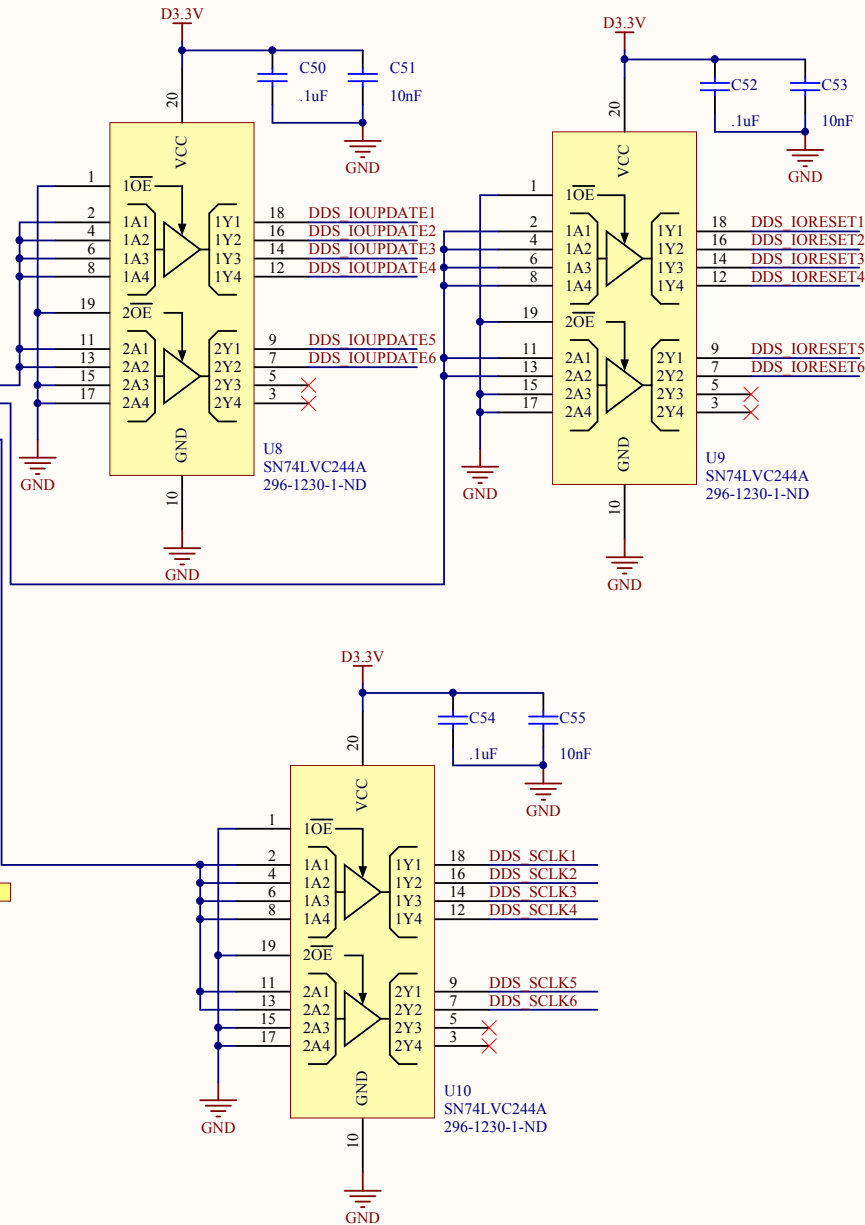 D3.3V
C50
.1uF
C51
10nF
GND
20
VCC
1 1OE
2 1A1 1Y1 18 DDS_IOUPDATE1
4 1A2 1Y2 16 DDS_IOUPDATE2
6 1A3 1Y3 14 DDS_IOUPDATE3
8 1A4 1Y4 12 DDS_IOUPDATE4
19 2OE
11 2A1 2Y1 9 DDS_IOUPDATE5
13 2A2 2Y2 7 DDS_IOUPDATE6
15 2A3 2Y3 5
17 2A4 2Y4 3
GND
10
GND
GND
U8
SN74LVC244A
296-1230-1-ND
D3.3V
C52
.1uF
C53
10nF
GND
20
VCC
1 1OE
2 1A1 1Y1 18 DDS_IORESET1
4 1A2 1Y2 16 DDS_IORESET2
6 1A3 1Y3 14 DDS_IORESET3
8 1A4 1Y4 12 DDS_IORESET4
19 2OE
11 2A1 2Y1 9 DDS_IORESET5
13 2A2 2Y2 7 DDS_IORESET6
15 2A3 2Y3 5
17 2A4 2Y4 3
GND
10
GND
GND
U9
SN74LVC244A
296-1230-1-ND
D3.3V
C54
.1uF
C55
10nF
GND
20
VCC
1 1OE
2 1A1 1Y1 18 DDS_SCLK1
4 1A2 1Y2 16 DDS_SCLK2
6 1A3 1Y3 14 DDS_SCLK3
8 1A4 1Y4 12 DDS_SCLK4
19 2OE
11 2A1 2Y1 9 DDS_SCLK5
13 2A2 2Y2 7 DDS_SCLK6
15 2A3 2Y3 5
17 2A4 2Y4 3
GND
10
GND
GND
U10
SN74LVC244A
296-1230-1-ND